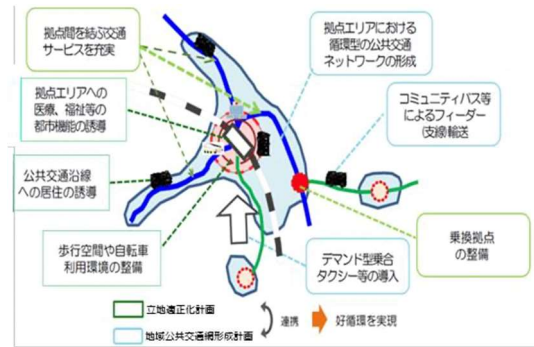 拠点間を結ぶ交通
サービスを充実
拠点エリアへの
医療、福祉等の
都市機能の誘導
公共交通沿線
への居住の誘導
歩行空間や自転車
利用環境の整備
拠点エリアにおける
循環型の公共交通
ネットワークの形成
コミュニティバス等
によるフィーダー
(支線)輸送
乗換拠点
の整備
デマンド型乗合
タクシー等の導入
立地適正化計画
地域公共交通網形成計画
連携
好循環を実現